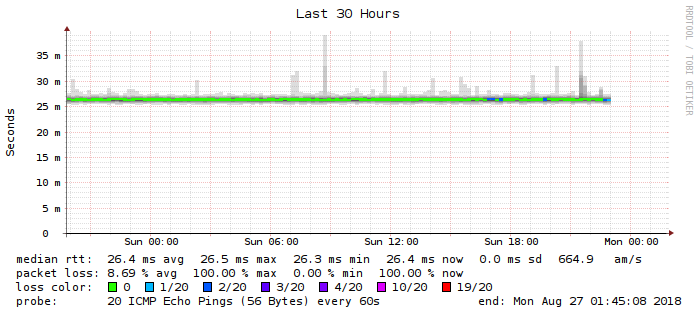 Last 30 Hours
RRDTOOL / TOBI OETIKER
Seconds
35 m
30 m
25 m
20 m
15 m
10 m
5 m
0
Sun 00:00 Sun 06:00 Sun 12:00 Sun 18:00 Mon 00:00
median rtt: 26.4 ms avg 26.5 ms max 26.3 ms min 26.4 ms now 0.0 ms sd 664.9 am/s
packet loss: 8.69 % avg 100.00 % max 0.00 % min 100.00 % now
loss color: 0 1/20 2/20 3/20 4/20 10/20 19/20
probe: 20 ICMP Echo Pings (56 Bytes) every 60s end: Mon Aug 27 01:45:08 2018